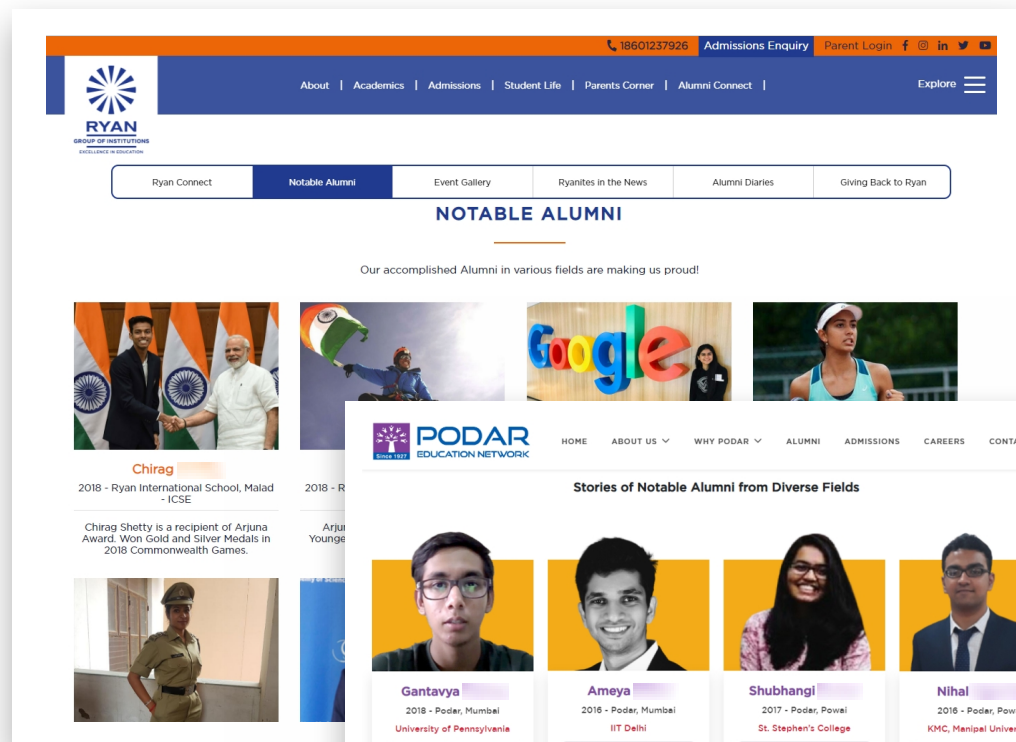 18601237926 Admissions Enquiry Parent Login
About | Academics | Admissions | Student Life | Parents Corner | Alumni Connect |
Explore
RYAN
GROUP OF INSTITUTIONS
EXCELLENCE IN EDUCATION
Ryan Connect Notable Alumni Event Gallery Ryanites in the News Alumni Diaries Giving Back to Ryan
NOTABLE ALUMNI
Our accomplished Alumni in various fields are making us proud!
Google
Chirag
2018 - Ryan International School, Malad
- ICSE
Chirag Shetty is a recipient of Arjuna
Award. Won Gold and Silver Medals in
2018 Commonwealth Games.
2018 - R
Since 1927
PODAR
EDUCATION NETWORK
HOME ABOUT US WHY PODAR ALUMNI ADMISSIONS CAREERS
Stories of Notable Alumni from Diverse Fields
Gantavya
2018 - Podar, Mumbai
University of Pennsylvania
Ameya
2016 - Podar, Mumbai
IIT Delhi
Shubhangi
2017 - Podar, Powai
St. Stephen's College
Nihal
2016 - Podar,
KMC, Manipal